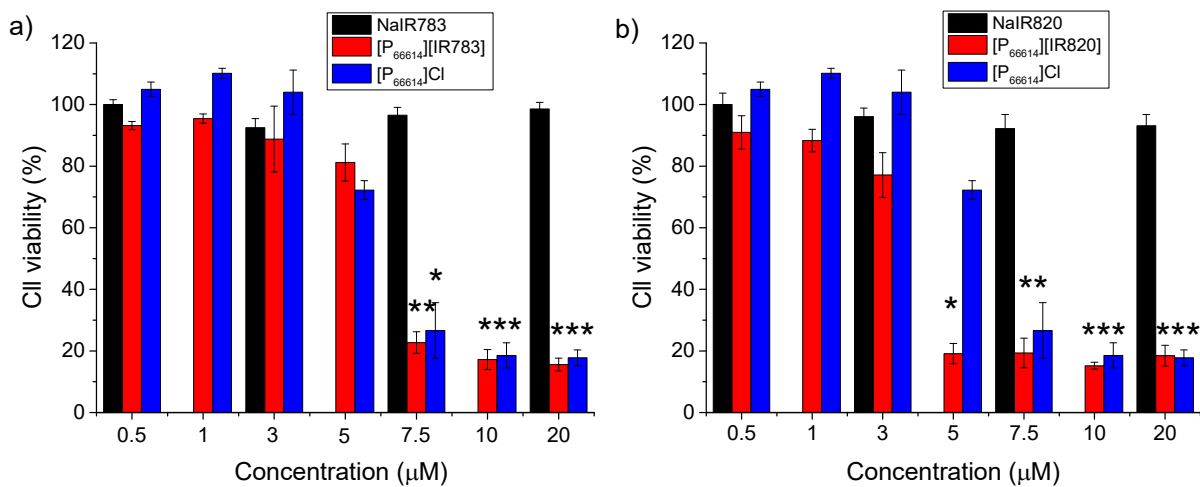 a)
NaIR783
[P66614][IR783]
[P66614]Cl
120
100
80
60
40
20
0
Cll viability (%)
*
**
***
***
0.5 1 3 5 7.5 10 20
Concentration (μM)
b)
NaIR820
[P66614][IR820]
[P66614]Cl
120
100
80
60
40
20
0
Cll viability (%)
*
**
***
***
0.5 1 3 5 7.5 10 20
Concentration (μM)